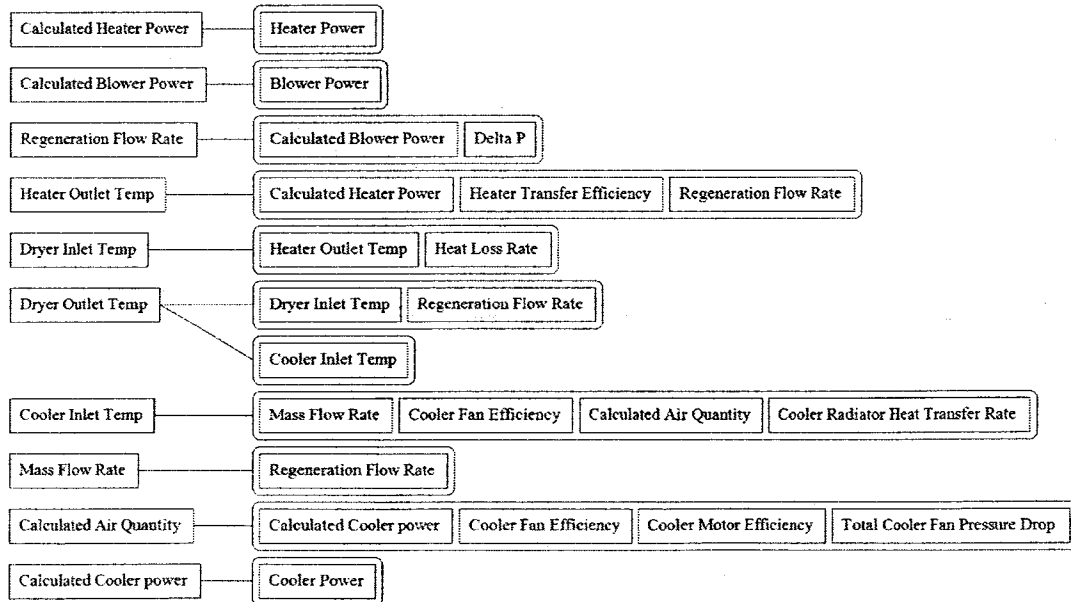 Calculated Heater Power Heater Power
Calculated Blower Power Blower Power
Regeneration Flow Rate Calculated Blower Power Delta P
Heater Outlet Temp Calculated Heater Power Heater Transfer Efficiency Regeneration Flow Rate
Dryer Inlet Temp Heater Outlet Temp Heat Loss Rate
Dryer Outlet Temp Dryer Inlet Temp Regeneration Flow Rate
Cooler Inlet Temp
Cooler Inlet Temp Mass Flow Rate Cooler Fan Efficiency Calculated Air Quantity Cooler Radiator Heat Transfer Rate
Mass Flow Rate Regeneration Flow Rate
Calculated Air Quantity Calculated Cooler power Cooler Fan Efficiency Cooler Motor Efficiency Total Cooler Fan Pressure Drop
Calculated Cooler power Cooler Power